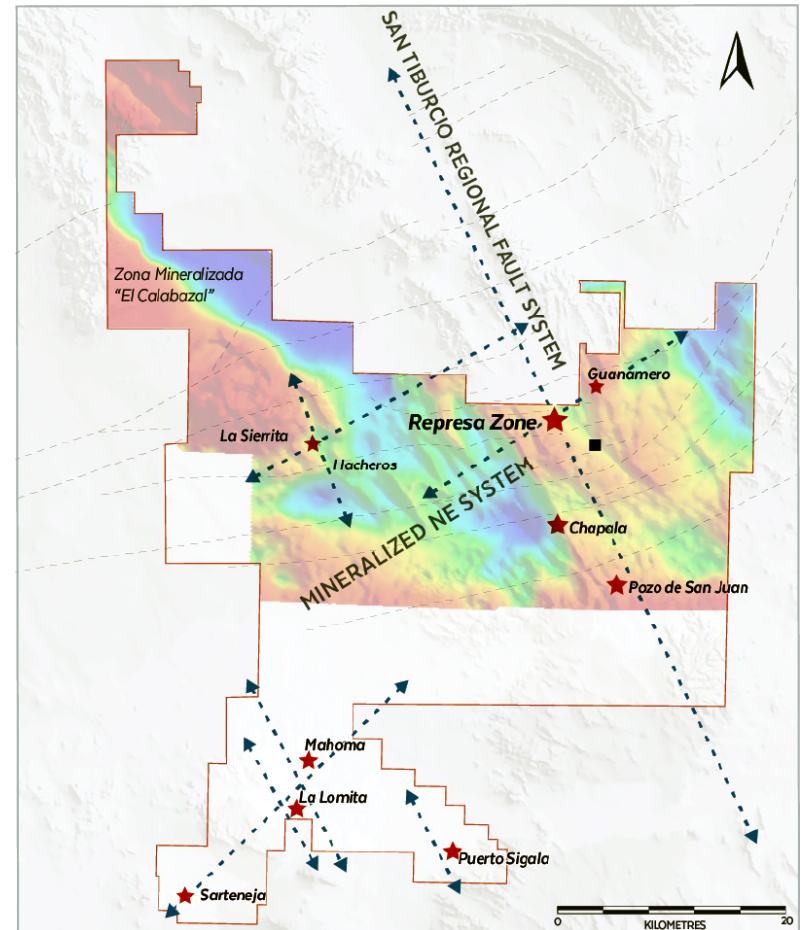 SAN TIBURCIO REGIONAL FAULT SYSTEM
Zona Mineralizada
"El Calabazal"
Guanamero
Represa Zone
La Sierrita
MINERALIZED NE SYSTEM
Chapala
Pozo de San Juan
Mahoma
La Lomita
Puerto Sigala
Sarteneja
0
20
KILOMETRES